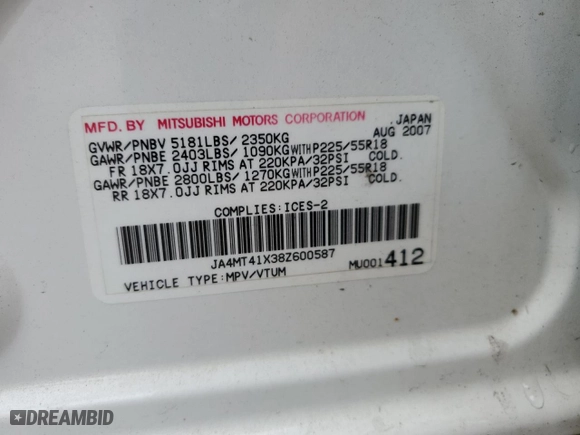 MFD. BY MITSUBISHI MOTORS CORPORATION .JAPAN
GVWR/PNBV 5181LBS/ 2350KG AUG 2007
GAWR/PNBE 2403LBS/ 1090KG WITH P225/55R18
FR 18X7.0JJ RIMS AT 220KPA/32PSI COLD.
GAWR/PNBE 2800LBS/ 1270KG WITH P225/55R18
RR 18X7.0JJ RIMS AT 220KPA/32PSI COLD.
COMPLIES:ICES-2
JA4MT41X38Z600587
VEHICLE TYPE:MPV/VTUM MU001412
DREAMBID